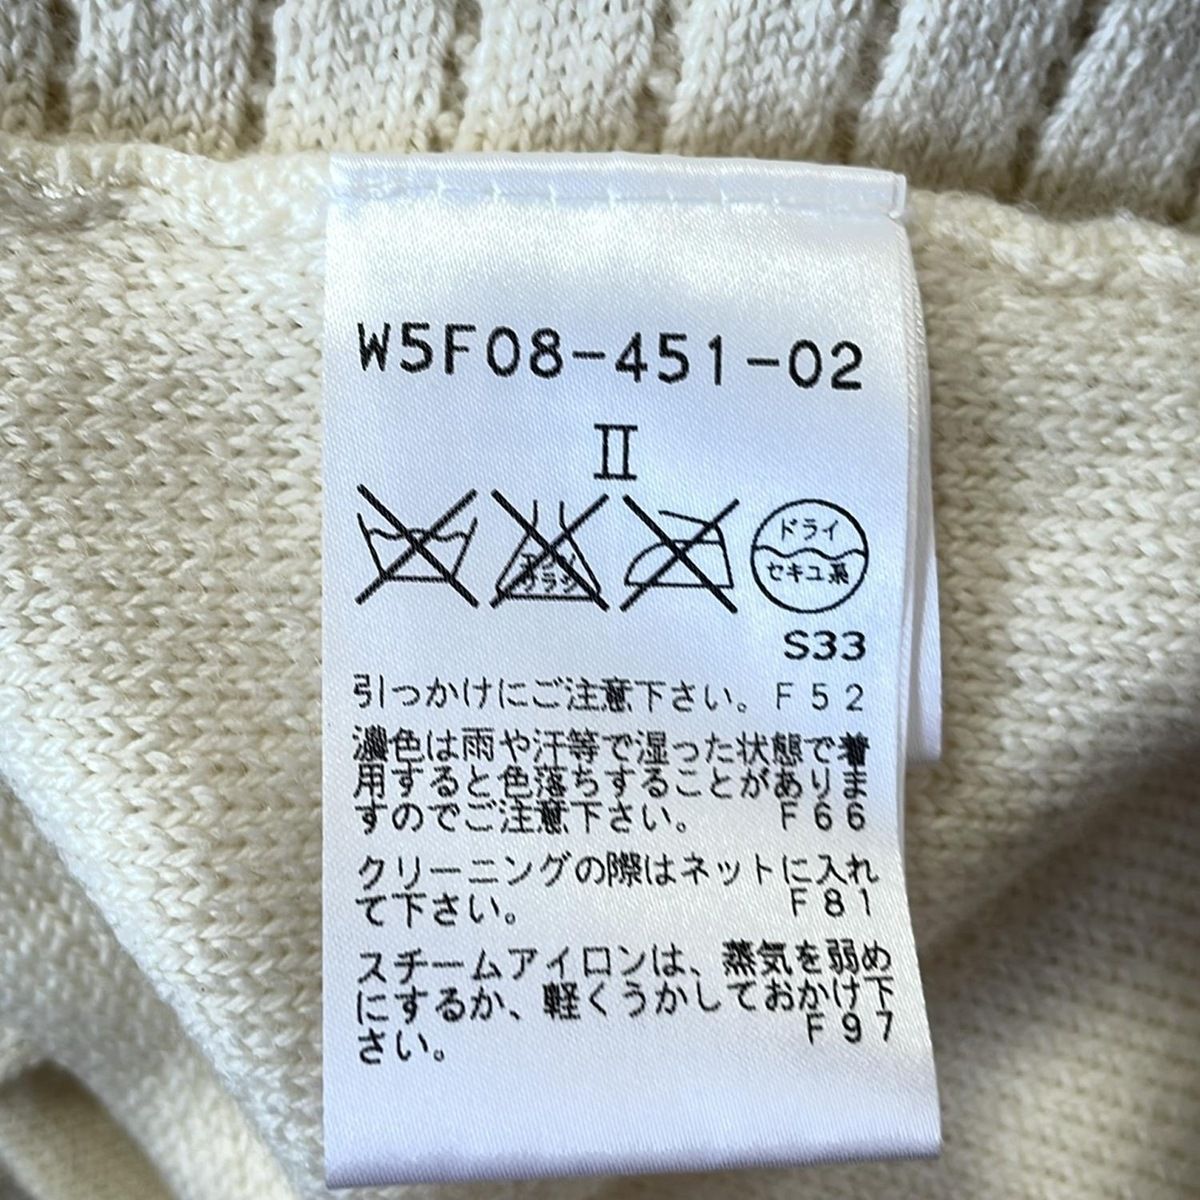 W5F08-451-02
II
エンソ
サラシ
ドライ
セキユ系
S33
引っかけにご注意下さい。F52
濃色は雨や汗等で湿った状態で着
用すると色落ちすることがありま
すのでご注意下さい。 F66
クリーニングの際はネットに入れ
て下さい。 F81
スチームアイロンは、蒸気を弱め
にするか、軽くうかしておかけ下
さい。 F97